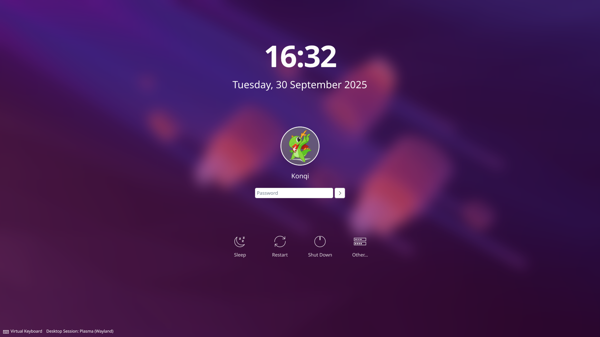 16:32
Tuesday, 30 September 2025
Konqi
Password
Sleep Restart Shut Down Other...
Virtual Keyboard Desktop Session: Plasma (Wayland)